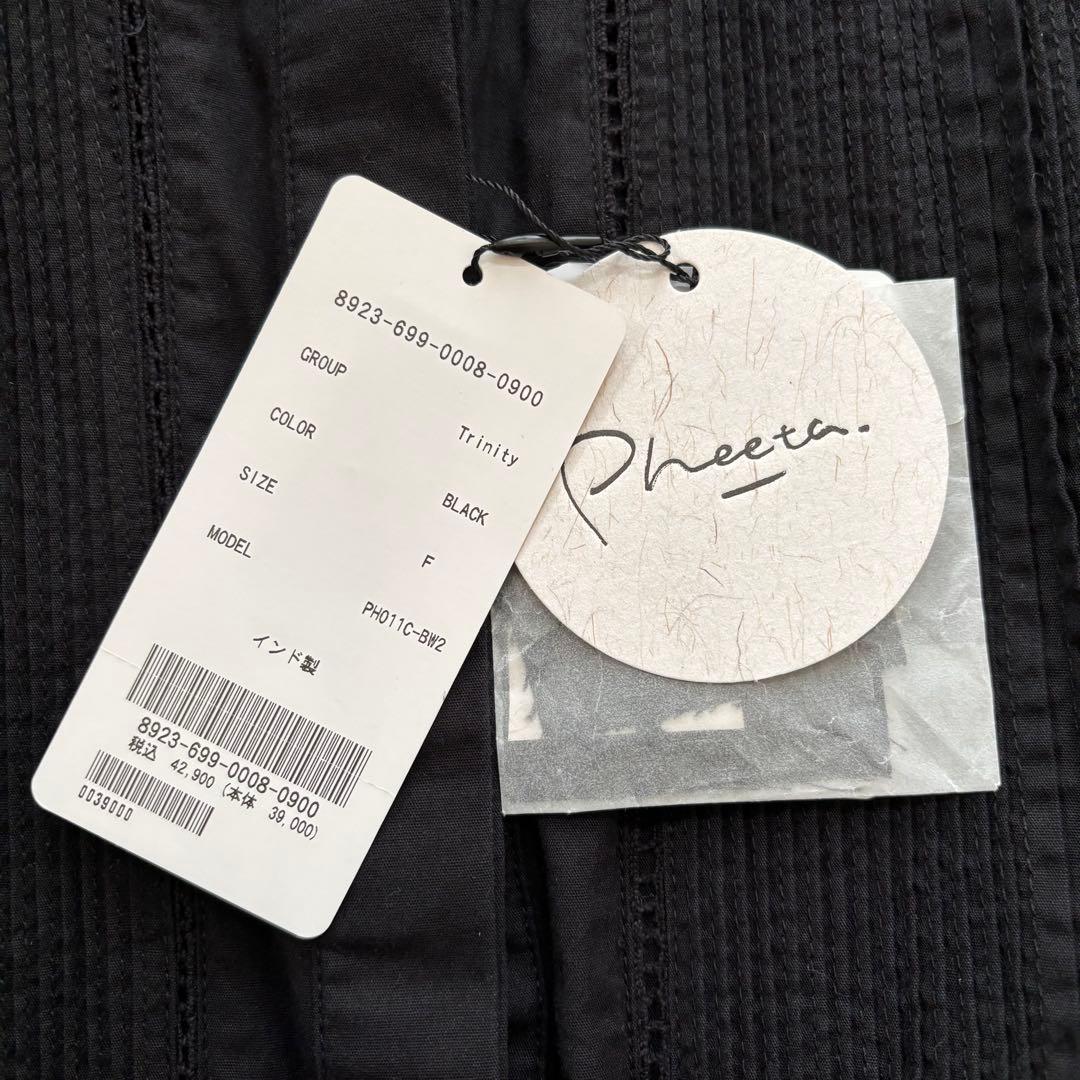 8923-699-0008-0900
GROUP Trinity
COLOR BLACK
SIZE F
MODEL PH011C-BW2
インド製
8923-699-0008-0900
税込 42,900 (本体 39,000)
0039000
Pheeta.